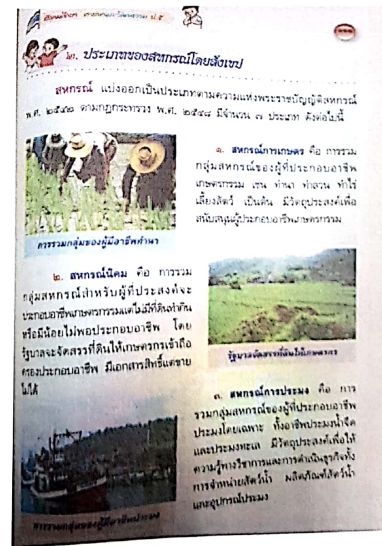 ๒. ประเภทของสหกรณ์โดยสังเขป
สหกรณ์ แบ่งออกเป็นประเภทตามความแห่งพระราชบัญญัติสหกรณ์
พ.ศ. ๒๕๔๒ ตามกฎกระทรวง พ.ศ. ๒๕๔๘ มีจำนวน ๗ ประเภท ดังต่อไปนี้
๑. สหกรณ์การเกษตร คือ การรวม
กลุ่มสหกรณ์ของผู้ที่ประกอบอาชีพ
เกษตรกรรม เช่น ทำนา ทำสวน ทำไร่
เลี้ยงสัตว์ เป็นต้น มีวัตถุประสงค์เพื่อ
สนับสนุนผู้ประกอบอาชีพเกษตรกรรม
การรวมกลุ่มของผู้มีอาชีพทำนา
๒. สหกรณ์นิคม คือ การรวม
กลุ่มสหกรณ์สำหรับผู้ที่ประสงค์จะ
ประกอบอาชีพเกษตรกรรมแต่ไม่มีที่ดินทำกิน
หรือมีน้อยไม่พอประกอบอาชีพ โดย
รัฐบาลจะจัดสรรที่ดินให้เกษตรกรเข้าถือ
ครองประกอบอาชีพ มีเอกสารสิทธิ์แต่ขาย
ไม่ได้
รัฐบาลจัดสรรที่ดินให้เกษตรกร
๓. สหกรณ์การประมง คือ การ
รวมกลุ่มสหกรณ์ของผู้ที่ประกอบอาชีพ
ประมงโดยเฉพาะ ทั้งอาชีพประมงน้ำจืด
และประมงทะเล มีวัตถุประสงค์เพื่อให้
ความรู้ทางวิชาการและการดำเนินธุรกิจทั้ง
การจำหน่ายสัตว์น้ำ ผลิตภัณฑ์สัตว์น้ำ
และอุปกรณ์ประมง
การรวมกลุ่มของผู้มีอาชีพประมง